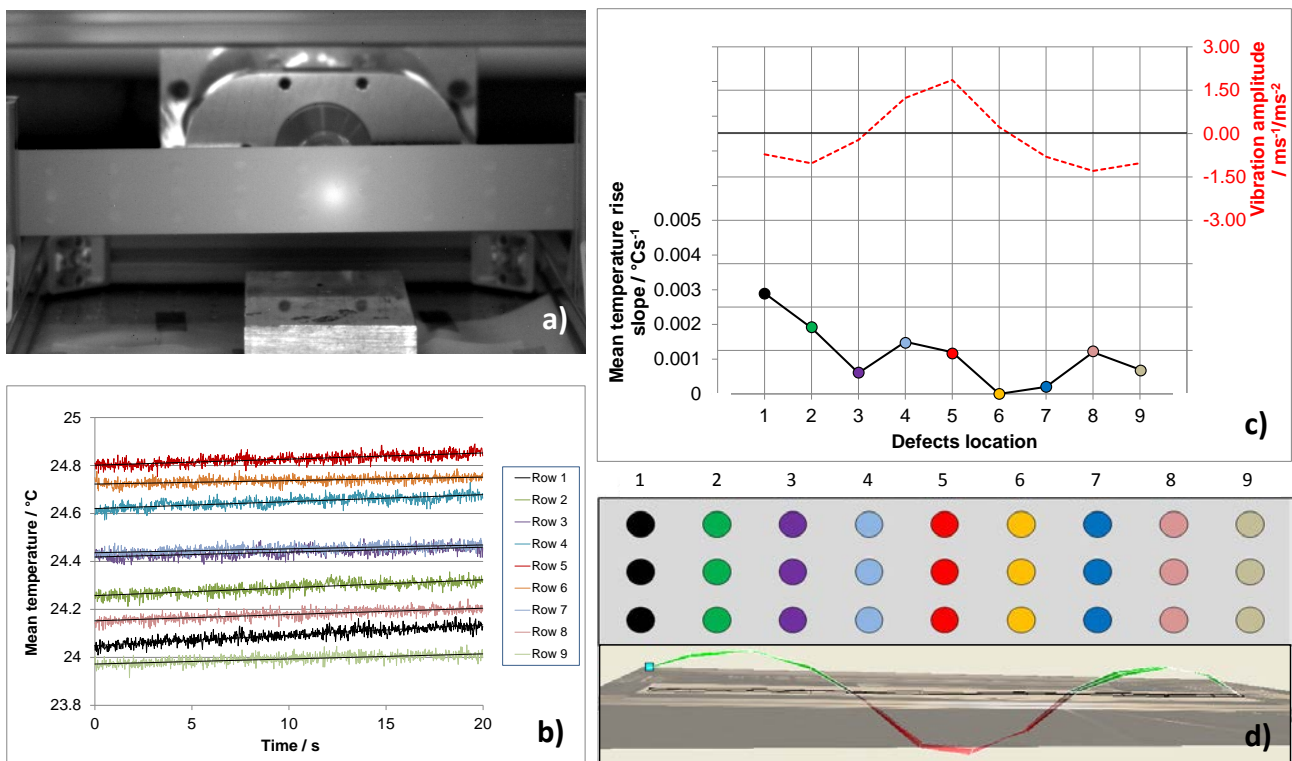 a)
25
24.8
24.6
24.4
24.2
24
23.8
0 5 10 15 20
Mean temperature / °C
Time / s
Row 1
Row 2
Row 3
Row 4
Row 5
Row 6
Row 7
Row 8
Row 9
b)
3.00
1.50
0.00
-1.50
-3.00
Vibration amplitude
/ ms⁻¹/ms⁻²
0.005
0.004
0.003
0.002
0.001
0
Mean temperature rise
slope / °Cs⁻¹
1 2 3 4 5 6 7 8 9
Defects location
c)
1 2 3 4 5 6 7 8 9
d)